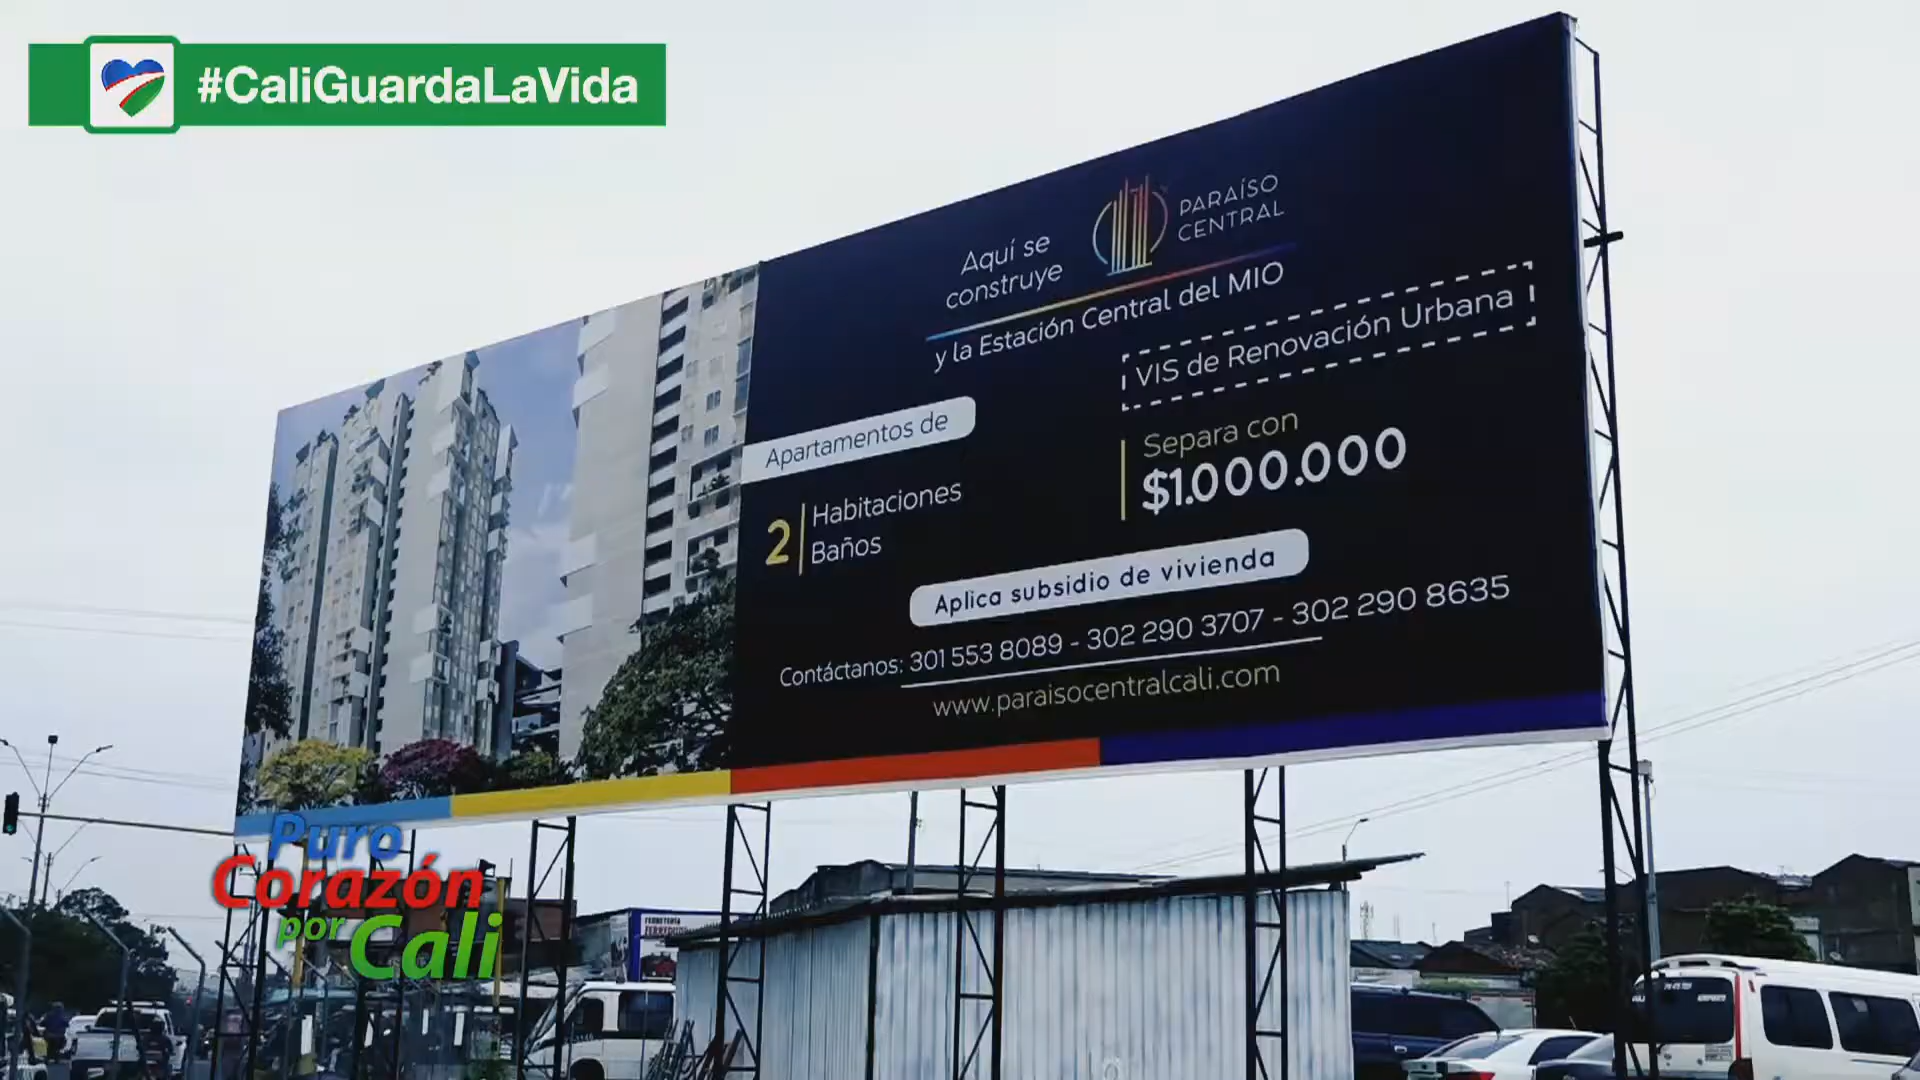 #CaliGuardaLaVida
PARAÍSO
CENTRAL
Aquí se
construye
y la Estación Central del MIO
VIS de Renovación Urbana
Apartamentos de
2 Habitaciones
Baños
Separa con
$1.000.000
Aplica subsidio de vivienda
Contáctanos: 301 553 8089 - 302 290 3707 - 302 290 8635
www.paraisocentralcali.com
Puro
Corazón
por Cali
FERRETERÍA